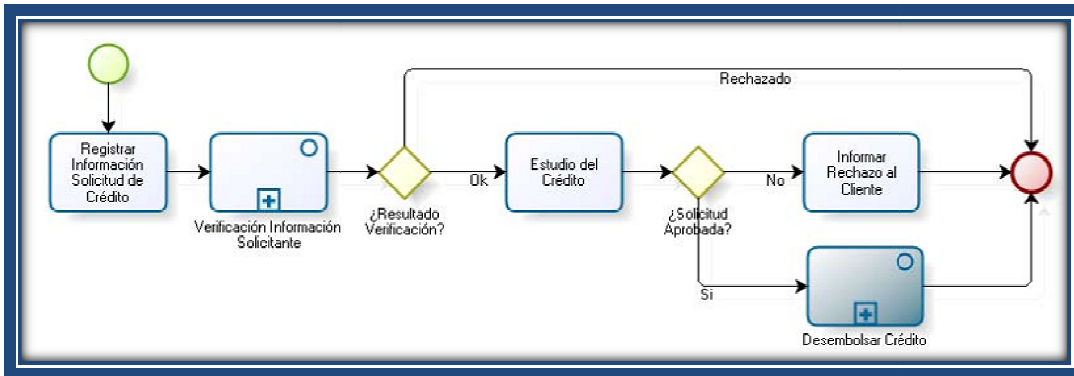 Rechazado
Registrar
Información
Solicitud de
Crédito
Verificación Información
Solicitante
¿Resultado
Verificación?
Ok
Estudio del
Crédito
¿Solicitud
Aprobada?
No
Informar
Rechazo al
Cliente
Si
Desembolsar Crédito